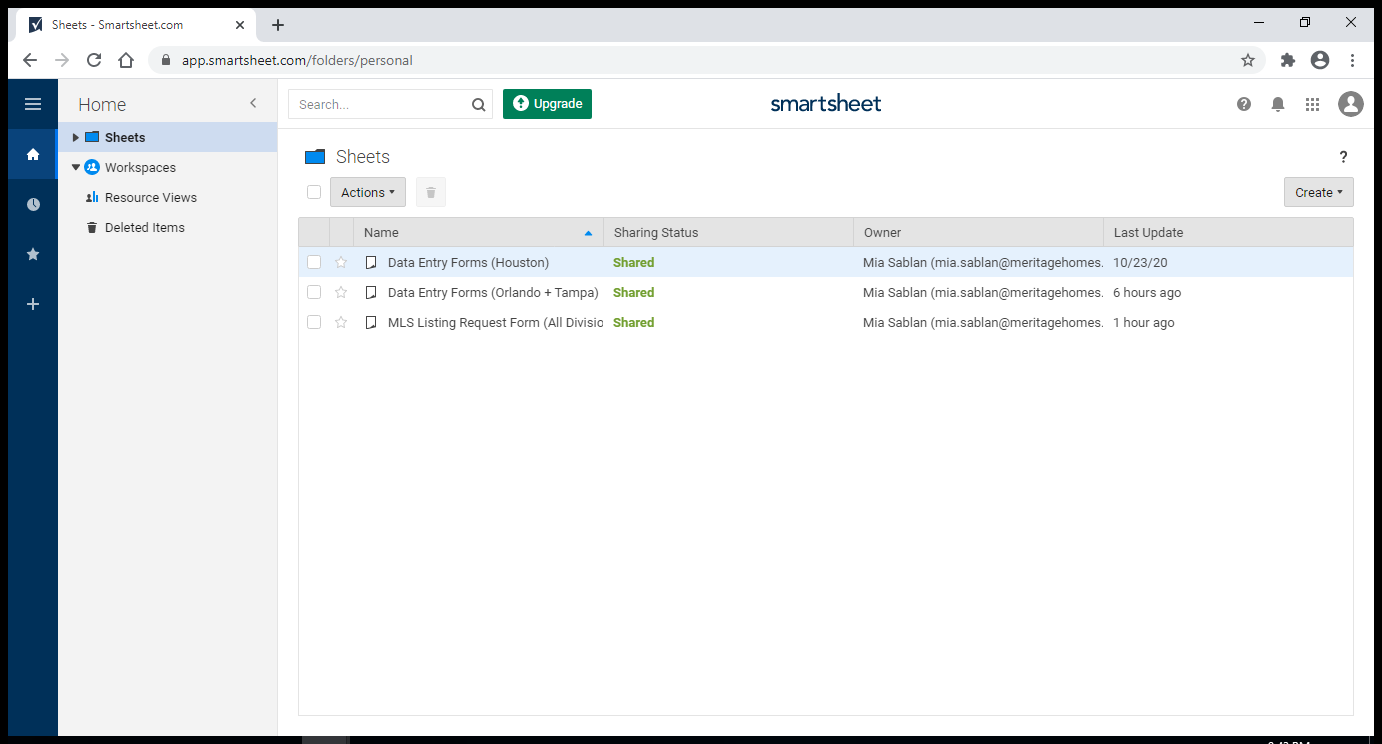 Sheets - Smartsheet.com
app.smartsheet.com/folders/personal
Home
Search...
Upgrade
smartsheet
Sheets
Workspaces
Resource Views
Deleted Items
Sheets
?
Actions
Create
Name Sharing Status Owner Last Update
Data Entry Forms (Houston) Shared Mia Sablan (mia.sablan@meritagehomes. 10/23/20
Data Entry Forms (Orlando + Tampa) Shared Mia Sablan (mia.sablan@meritagehomes. 6 hours ago
MLS Listing Request Form (All Divisio Shared Mia Sablan (mia.sablan@meritagehomes. 1 hour ago